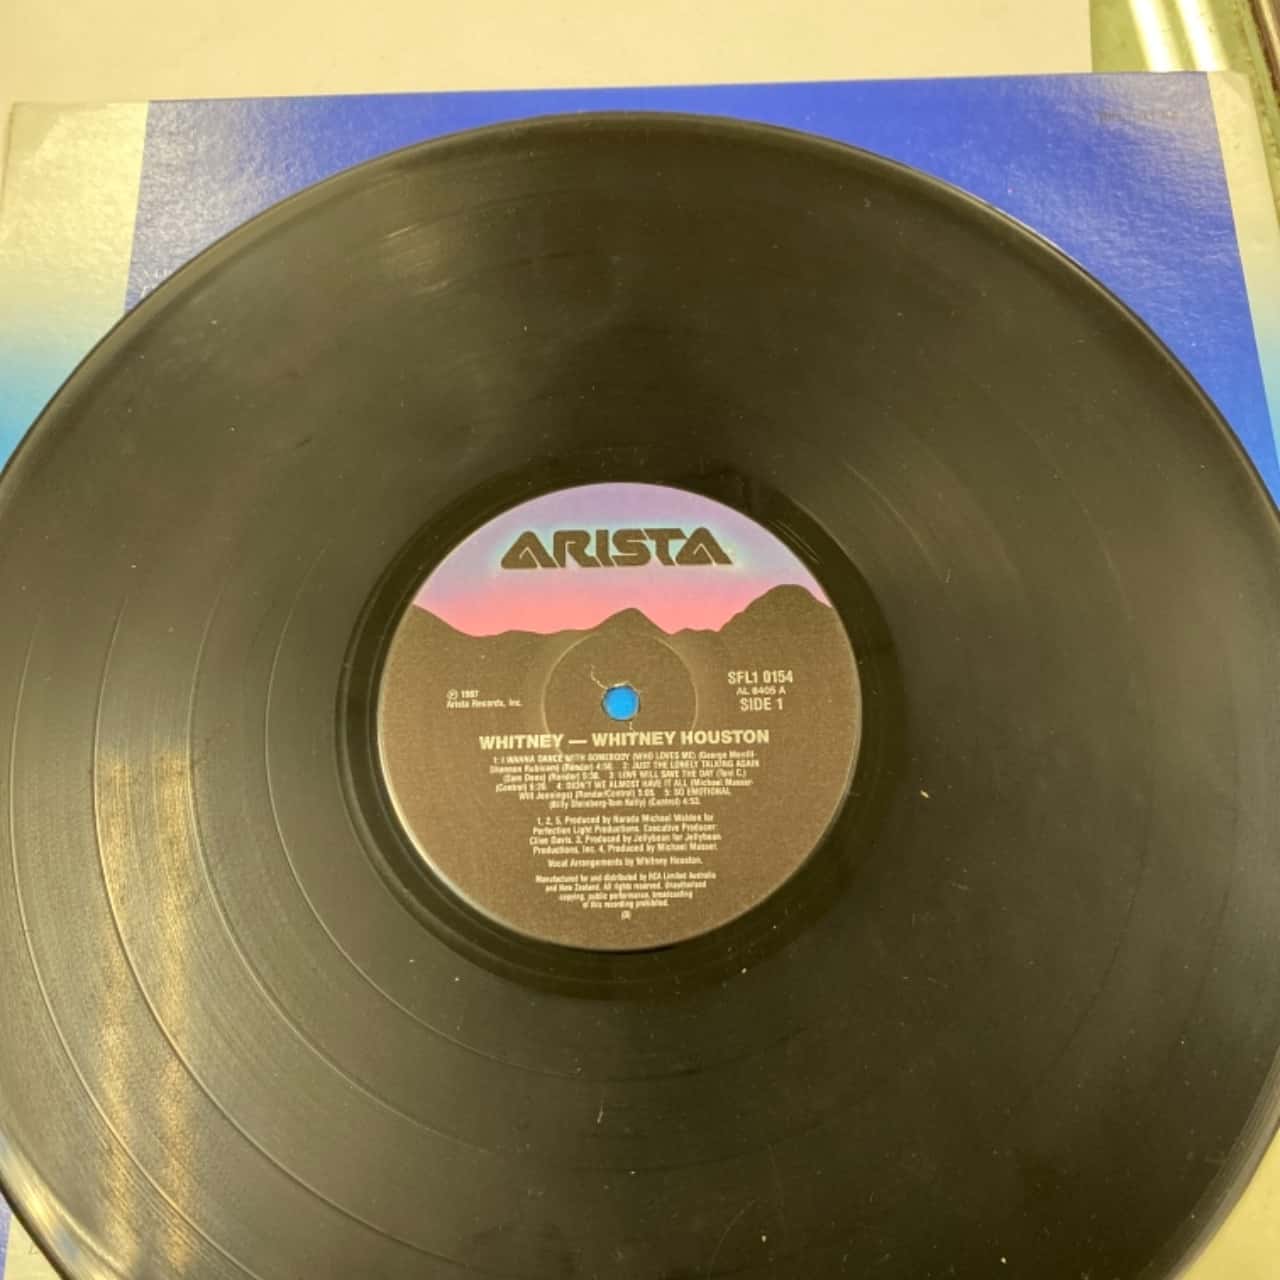 ARISTA
℗ 1987
Arista Records, Inc.
SFL1 0154
AL 8405 A
SIDE 1
WHITNEY — WHITNEY HOUSTON
1: I WANNA DANCE WITH SOMEBODY (WHO LOVES ME) (George Merrill-
Shannon Rubicam) (Rondor) 4:50. 2: JUST THE LONELY TALKING AGAIN
(Sam Dees) (Rondor) 5:30. 3: LOVE WILL SAVE THE DAY (Toni C.)
(Control) 5:20. 4: DIDN'T WE ALMOST HAVE IT ALL (Michael Masser-
Will Jennings) (Rondor/Control) 5:05. 5: SO EMOTIONAL
(Billy Steinberg-Tom Kelly) (Control) 4:53.
1, 2, 5, Produced by Narada Michael Walden for
Perfection Light Productions. Executive Producer:
Clive Davis. 3, Produced by Jellybean for Jellybean
Productions, Inc. 4, Produced by Michael Masser.
Vocal Arrangements by Whitney Houston.
Manufactured for and distributed by RCA Limited Australia
and New Zealand. All rights reserved. Unauthorised
copying, public performance, broadcasting
of this recording prohibited.